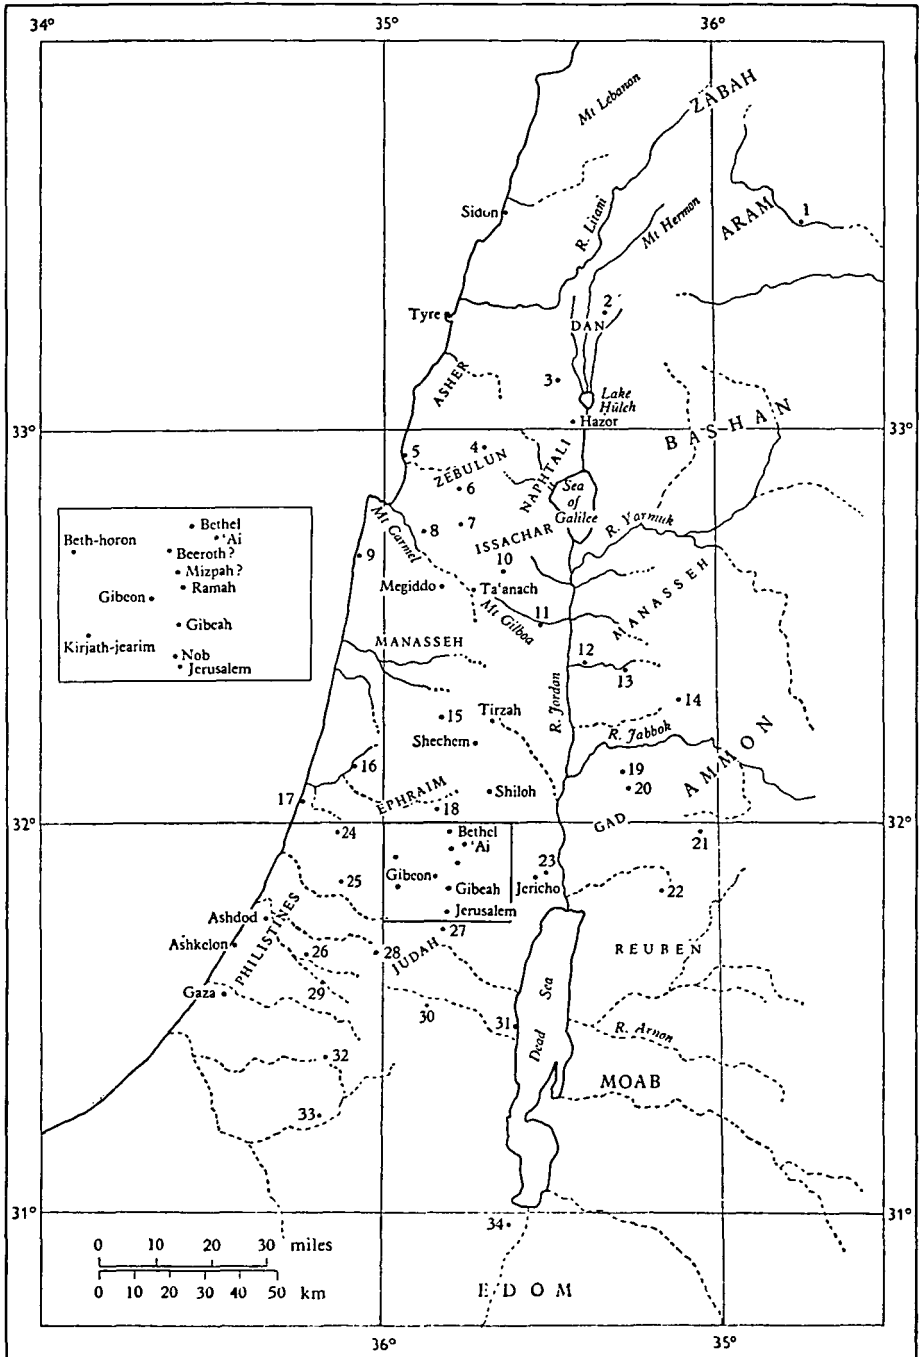 34° 35° 36°
Mt Lebanon
ZABAH
1
ARAM
Sidon
R. Litani
Mt Hermon
2
Tyre
DAN
ASHER
3
Lake
Hūleh
Hazor
BASHAN
33° 33°
5
4
ZEBULUN
NAPHTALI
6
Sea
of
Galilee
R. Yarmuk
Mt Carmel
8
7
ISSACHAR
9
10
Megiddo
Ta'anach
Mt Gilboa
11
MANASSEH
MANASSEH
12
13
R. Jordan
14
15
Tirzah
Shechem
R. Jabbok
AMMON
16
19
20
17
EPHRAIM
Shiloh
18
GAD
32° 32°
24
Bethel
'Ai
21
23
25
Gibeon
Jericho
22
Gibeah
Jerusalem
Ashdod
PHILISTINES
27
Ashkelon
26
28
JUDAH
REUBEN
Gaza
29
30
31
Dead
Sea
R. Arnon
32
MOAB
33
31° 31°
34
EDOM
Bethel
'Ai
Beth-horon
Beeroth?
Mizpah?
Ramah
Gibeon
Gibeah
Kirjath-jearim
Nob
Jerusalem
0 10 20 30 miles
0 10 20 30 40 50 km
36° 35°